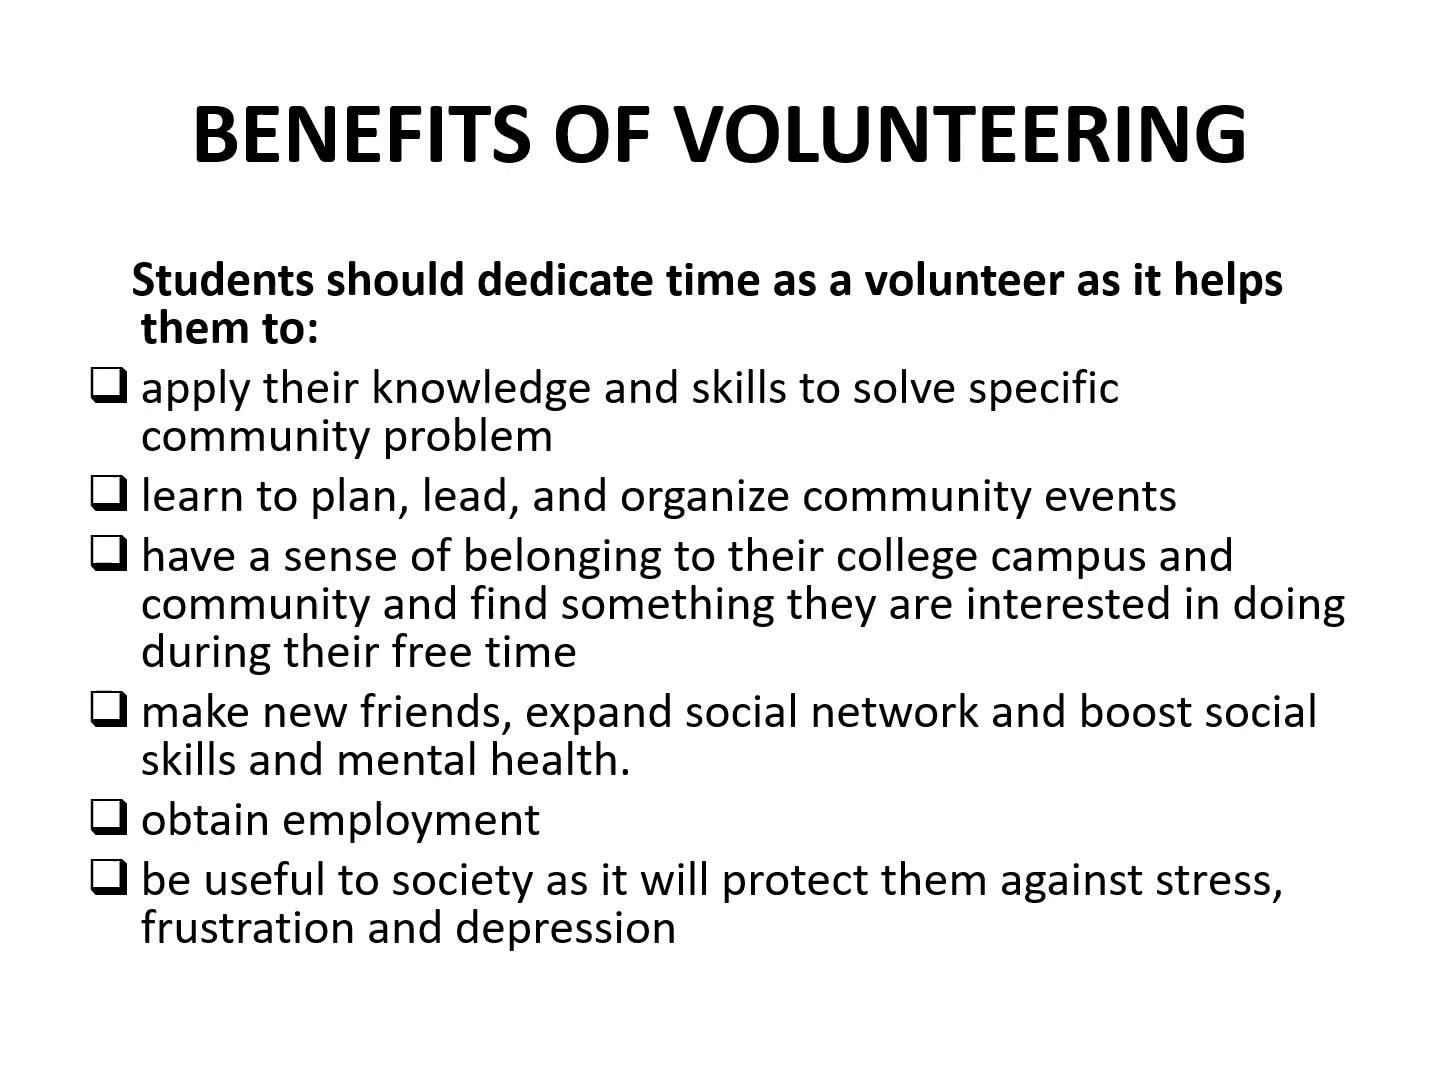 BENEFITS OF VOLUNTEERING
Students should dedicate time as a volunteer as it helps
them to:
❑ apply their knowledge and skills to solve specific
community problem
❑ learn to plan, lead, and organize community events
❑ have a sense of belonging to their college campus and
community and find something they are interested in doing
during their free time
❑ make new friends, expand social network and boost social
skills and mental health.
❑ obtain employment
❑ be useful to society as it will protect them against stress,
frustration and depression